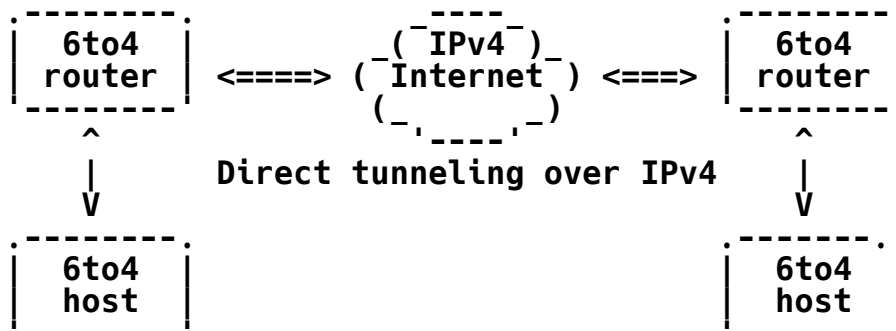 6to4 IPv4 6to4
router <====> Internet <===> router
Direct tunneling over IPv4
6to4 6to4
host host